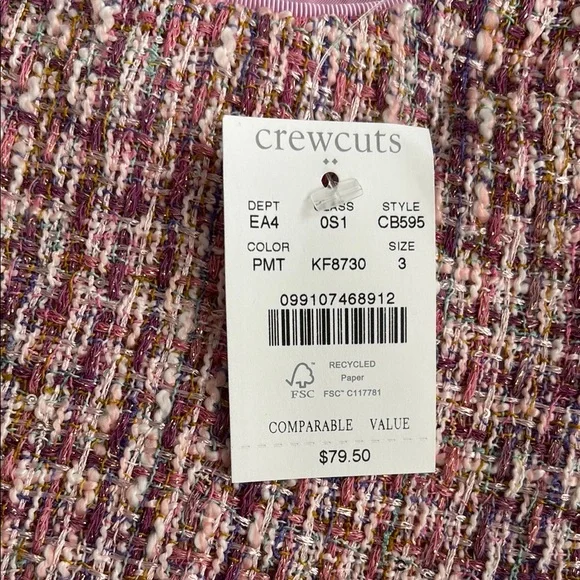 crewcuts
DEPT CLASS STYLE
EA4 0S1 CB595
COLOR SIZE
PMT KF8730 3
099107468912
RECYCLED
Paper
FSC FSC™ C117781
COMPARABLE VALUE
$79.50